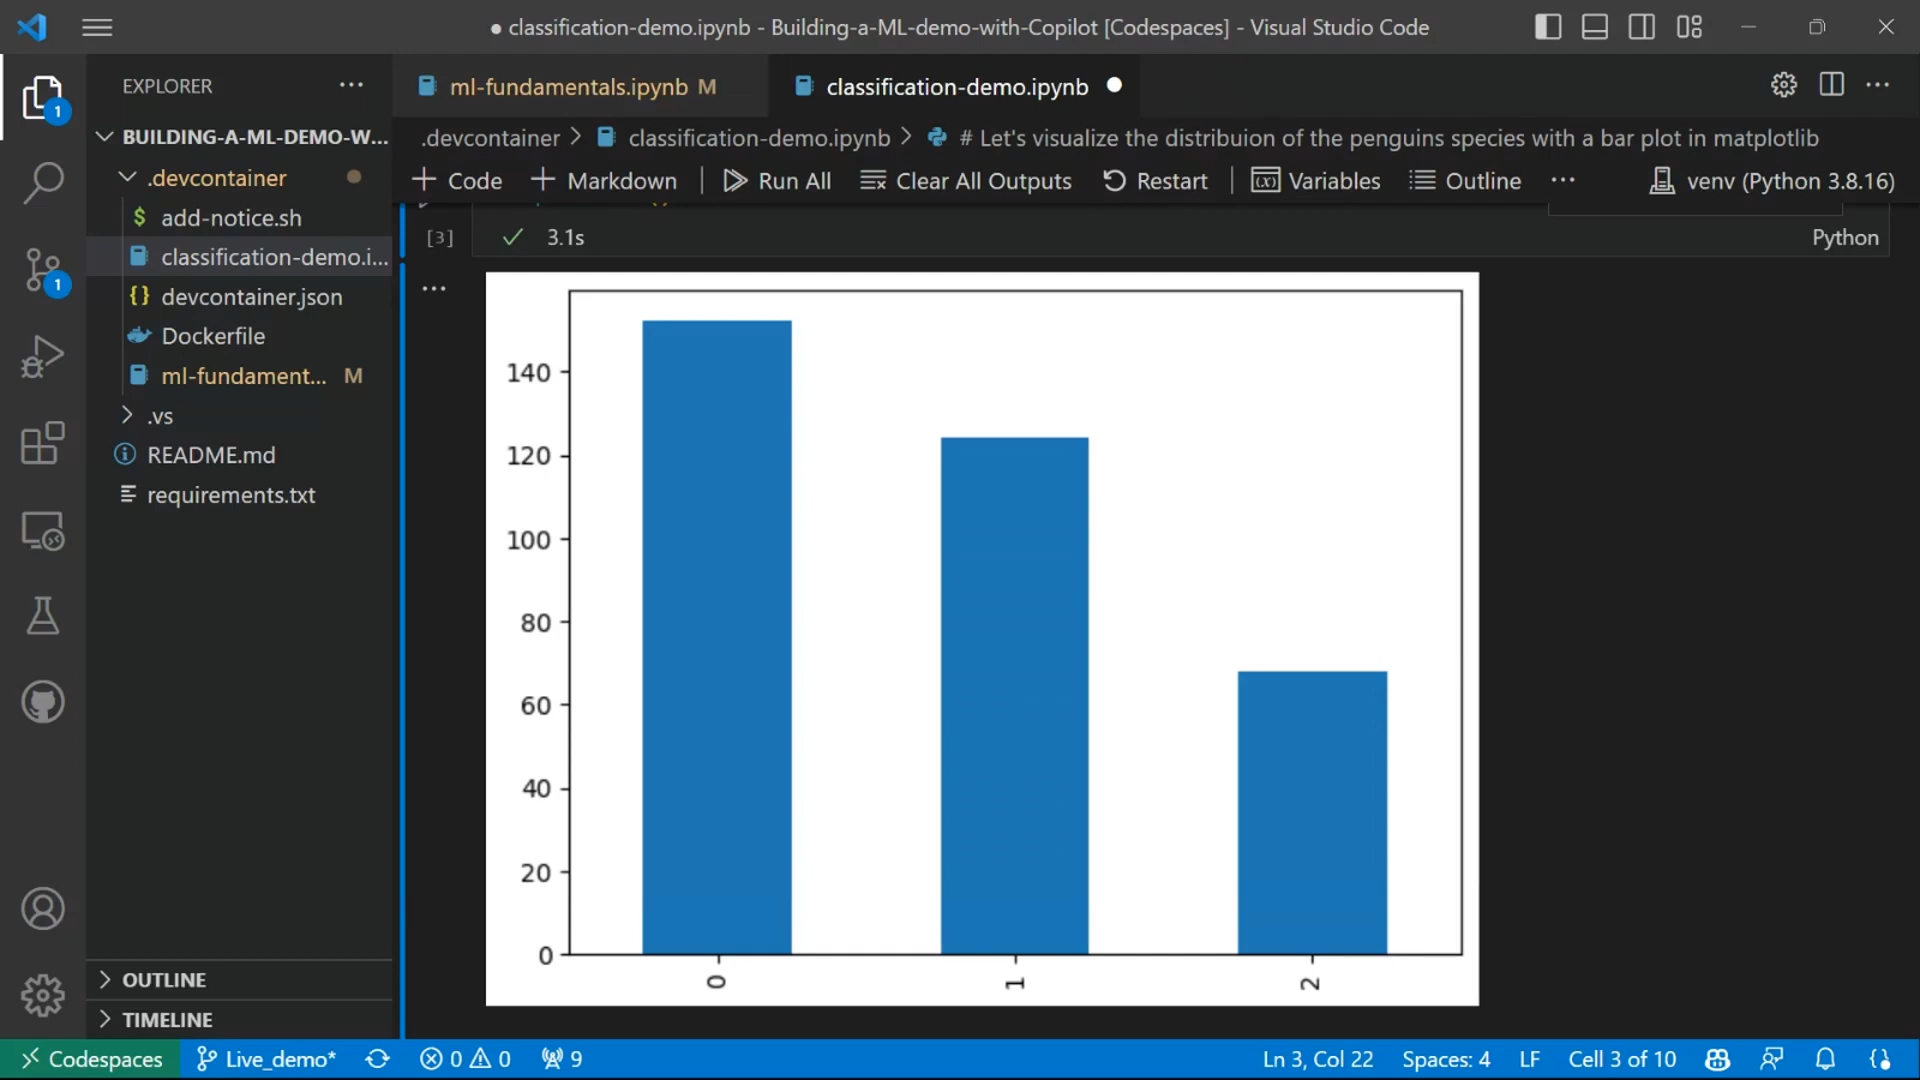 ● classification-demo.ipynb - Building-a-ML-demo-with-Copilot [Codespaces] - Visual Studio Code
EXPLORER
ml-fundamentals.ipynb M
classification-demo.ipynb
1
BUILDING-A-ML-DEMO-W...
.devcontainer > classification-demo.ipynb > # Let's visualize the distribuion of the penguins species with a bar plot in matplotlib
.devcontainer
+ Code + Markdown Run All Clear All Outputs Restart Variables Outline ... venv (Python 3.8.16)
$ add-notice.sh
[3] 3.1s Python
classification-demo.i...
1
{} devcontainer.json
Dockerfile
ml-fundament... M
.vs
README.md
requirements.txt
140
120
100
80
60
40
20
0
0 1 2
OUTLINE
TIMELINE
Codespaces Live_demo* 0 0 9 Ln 3, Col 22 Spaces: 4 LF Cell 3 of 10